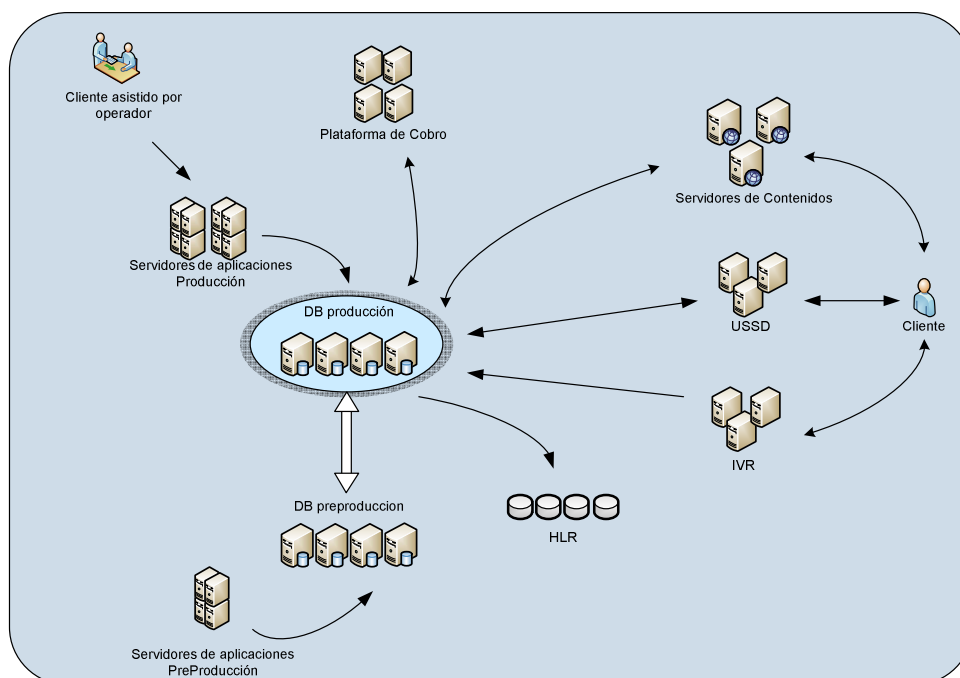 Cliente asistido por
operador
Plataforma de Cobro
Servidores de Contenidos
Servidores de aplicaciones
Producción
DB producción
USSD
Cliente
IVR
DB preproduccion
HLR
Servidores de aplicaciones
PreProducción